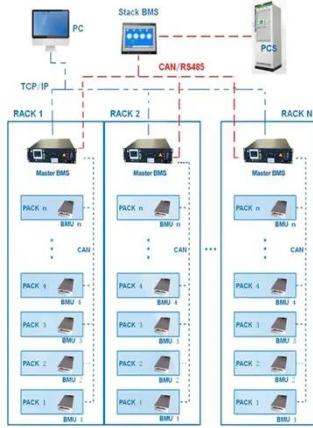 Stack BMS
PC
PCS
CAN/RS485
TCP/IP
RACK 1
RACK 2
RACK N
Master BMS
Master BMS
Master BMS
PACK n
BMU n
PACK n
BMU n
PACK n
BMU n
CAN
CAN
CAN
PACK 4
BMU 4
PACK 4
BMU 4
PACK 4
BMU 4
PACK 3
BMU 3
PACK 3
BMU 3
PACK 3
BMU 3
PACK 2
BMU 2
PACK 2
BMU 2
PACK 2
BMU 2
PACK 1
BMU 1
PACK 1
BMU 1
PACK 1
BMU 1